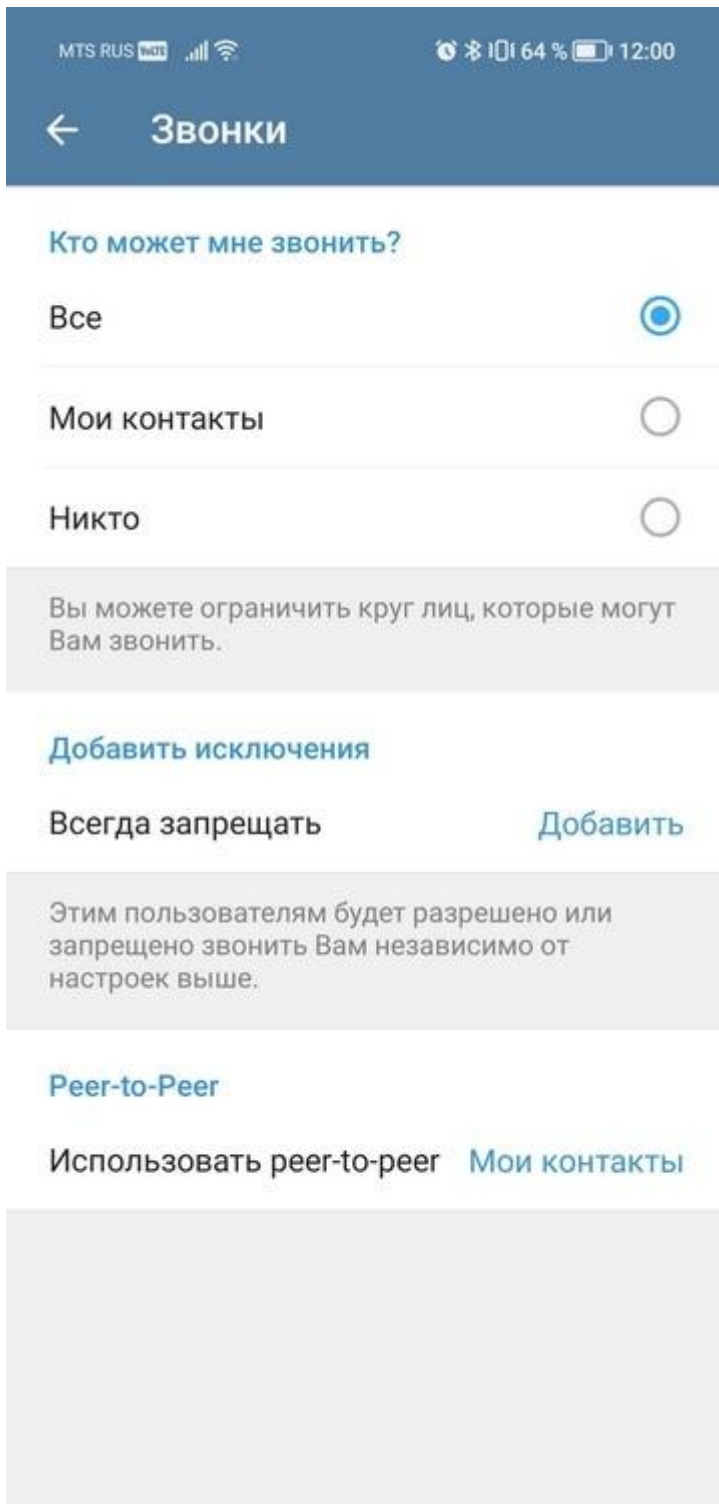 MTS RUS VoLTE 64 % 12:00
Звонки
Кто может мне звонить?
Все
Мои контакты
Никто
Вы можете ограничить круг лиц, которые могут
Вам звонить.
Добавить исключения
Всегда запрещать Добавить
Этим пользователям будет разрешено или
запрещено звонить Вам независимо от
настроек выше.
Peer-to-Peer
Использовать peer-to-peer Мои контакты